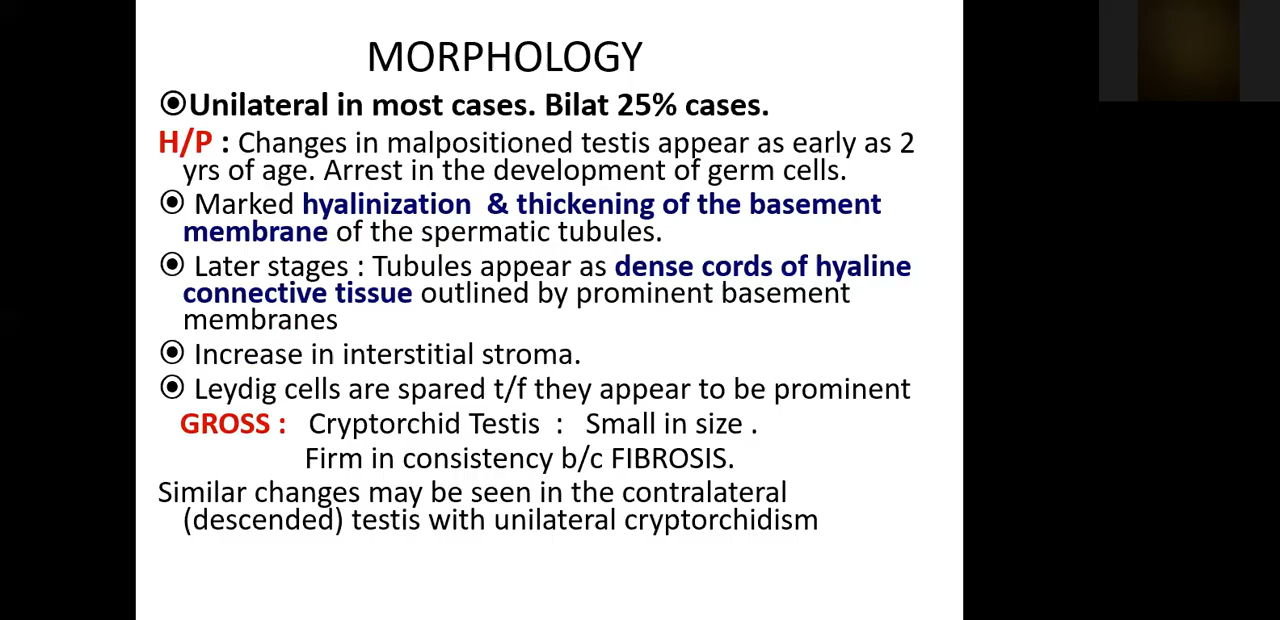 MORPHOLOGY
Unilateral in most cases. Bilat 25% cases.
H/P : Changes in malpositioned testis appear as early as 2
yrs of age. Arrest in the development of germ cells.
Marked hyalinization & thickening of the basement
membrane of the spermatic tubules.
Later stages : Tubules appear as dense cords of hyaline
connective tissue outlined by prominent basement
membranes
Increase in interstitial stroma.
Leydig cells are spared t/f they appear to be prominent
GROSS : Cryptorchid Testis : Small in size .
Firm in consistency b/c FIBROSIS.
Similar changes may be seen in the contralateral
(descended) testis with unilateral cryptorchidism